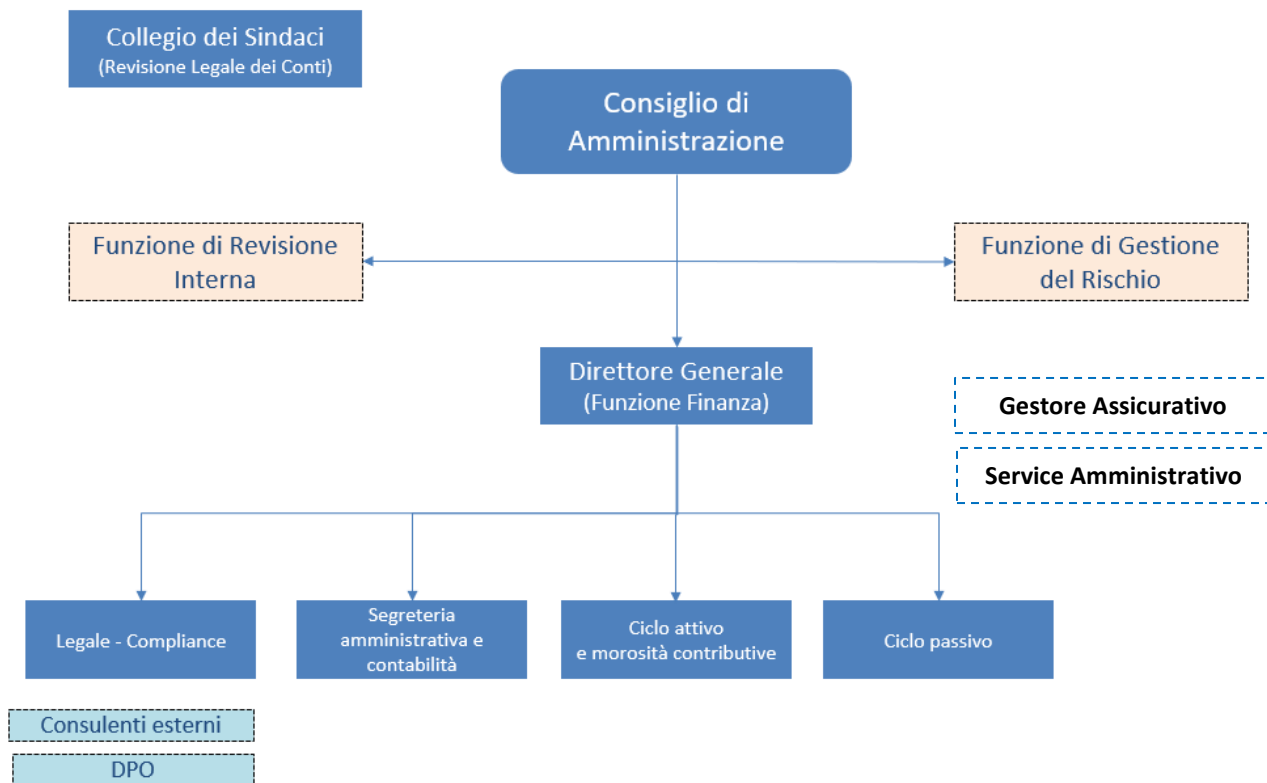 Collegio dei Sindaci
(Revisione Legale dei Conti)
Consiglio di
Amministrazione
Funzione di Revisione
Interna
Funzione di Gestione
del Rischio
Direttore Generale
(Funzione Finanza)
Gestore Assicurativo
Service Amministrativo
Legale - Compliance
Segreteria
amministrativa e
contabilità
Ciclo attivo
e morosità contributive
Ciclo passivo
Consulenti esterni
DPO